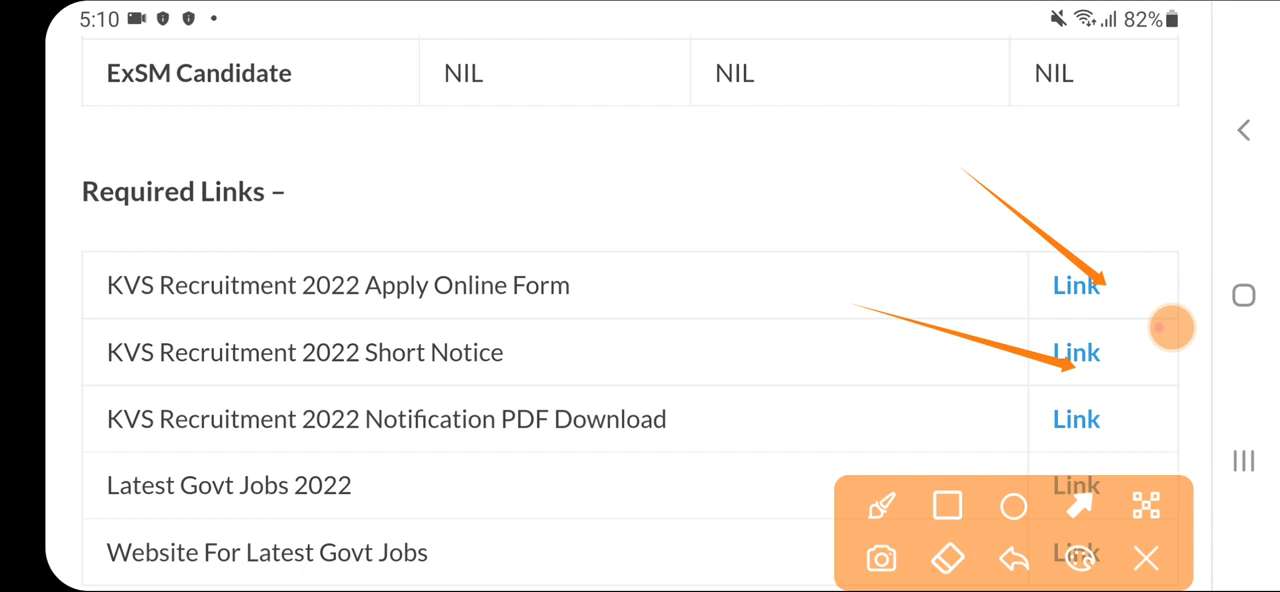 5:10 82%
ExSM Candidate NIL NIL NIL
Required Links –
KVS Recruitment 2022 Apply Online Form Link
KVS Recruitment 2022 Short Notice Link
KVS Recruitment 2022 Notification PDF Download Link
Latest Govt Jobs 2022 Link
Website For Latest Govt Jobs Link